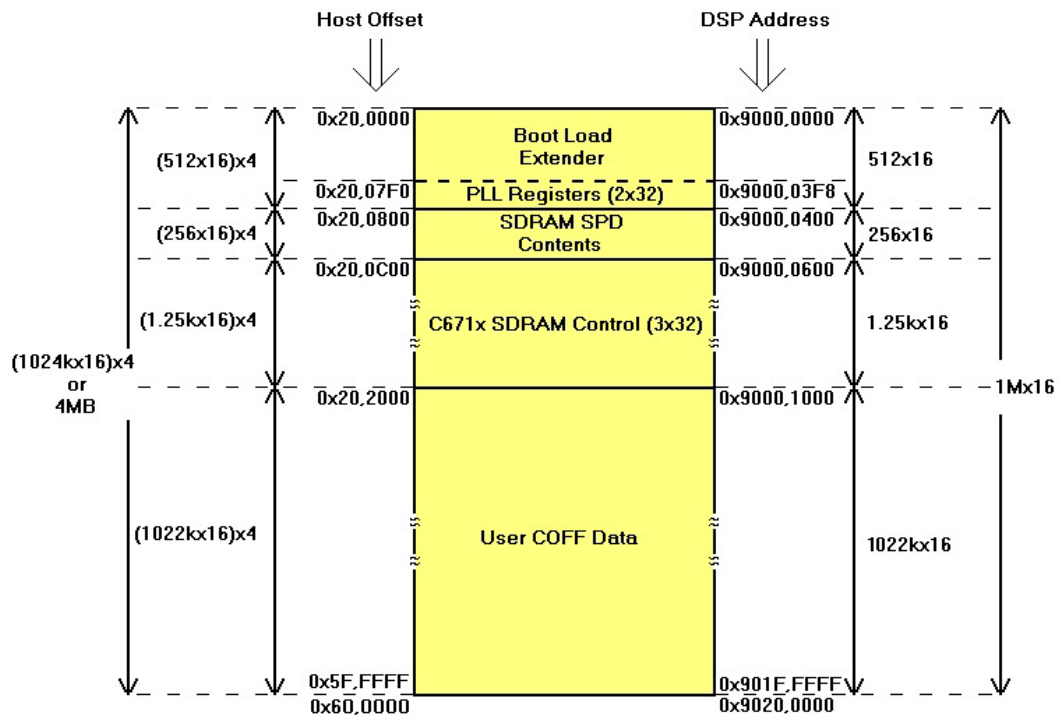 Host Offset
DSP Address
0x20,0000
0x9000,0000
Boot Load
Extender
(512x16)x4
512x16
0x20,07F0
0x9000,03F8
PLL Registers (2x32)
0x20,0800
0x9000,0400
SDRAM SPD
Contents
(256x16)x4
256x16
0x20,0C00
0x9000,0600
(1.25kx16)x4
C671x SDRAM Control (3x32)
1.25kx16
(1024kx16)x4
or
4MB
1Mx16
0x20,2000
0x9000,1000
(1022kx16)x4
User COFF Data
1022kx16
0x5F,FFFF
0x901F,FFFF
0x60,0000
0x9020,0000